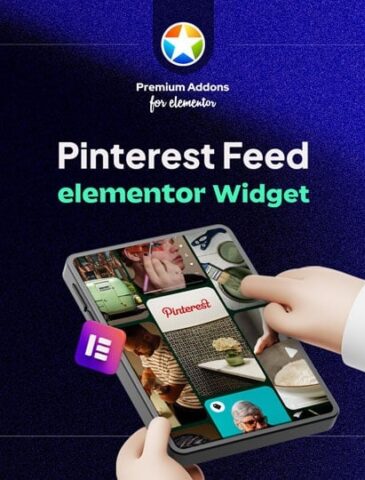 Premium Addons
for elementor
Pinterest Feed
elementor Widget
Pinterest